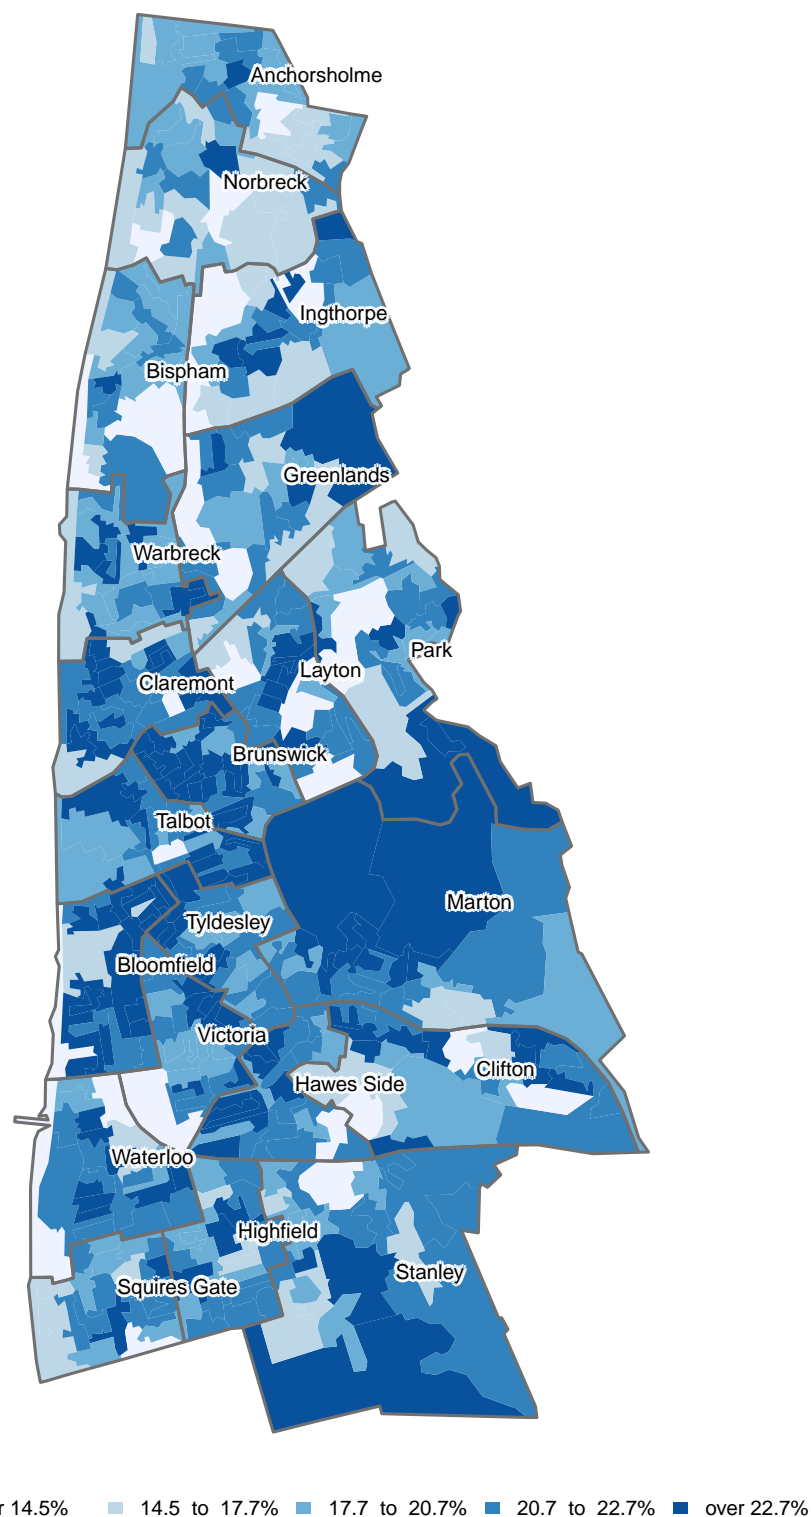 Anchorsholme
Norbreck
Ingthorpe
Bispham
Greenlands
Warbreck
Park
Layton
Claremont
Brunswick
Talbot
Marton
Tyldesley
Bloomfield
Victoria
Clifton
Hawes Side
Waterloo
Highfield
Stanley
Squires Gate
r 14.5% 14.5 to 17.7% 17.7 to 20.7% 20.7 to 22.7% over 22.7%